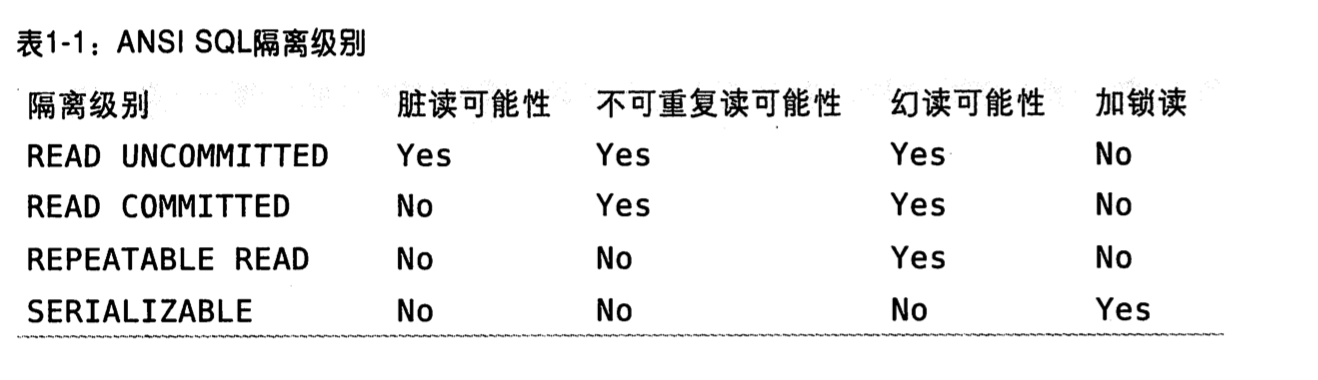 表1-1：ANSI SQL隔离级别
隔离级别 脏读可能性 不可重复读可能性 幻读可能性 加锁读
READ UNCOMMITTED Yes Yes Yes No
READ COMMITTED No Yes Yes No
REPEATABLE READ No No Yes No
SERIALIZABLE No No No Yes